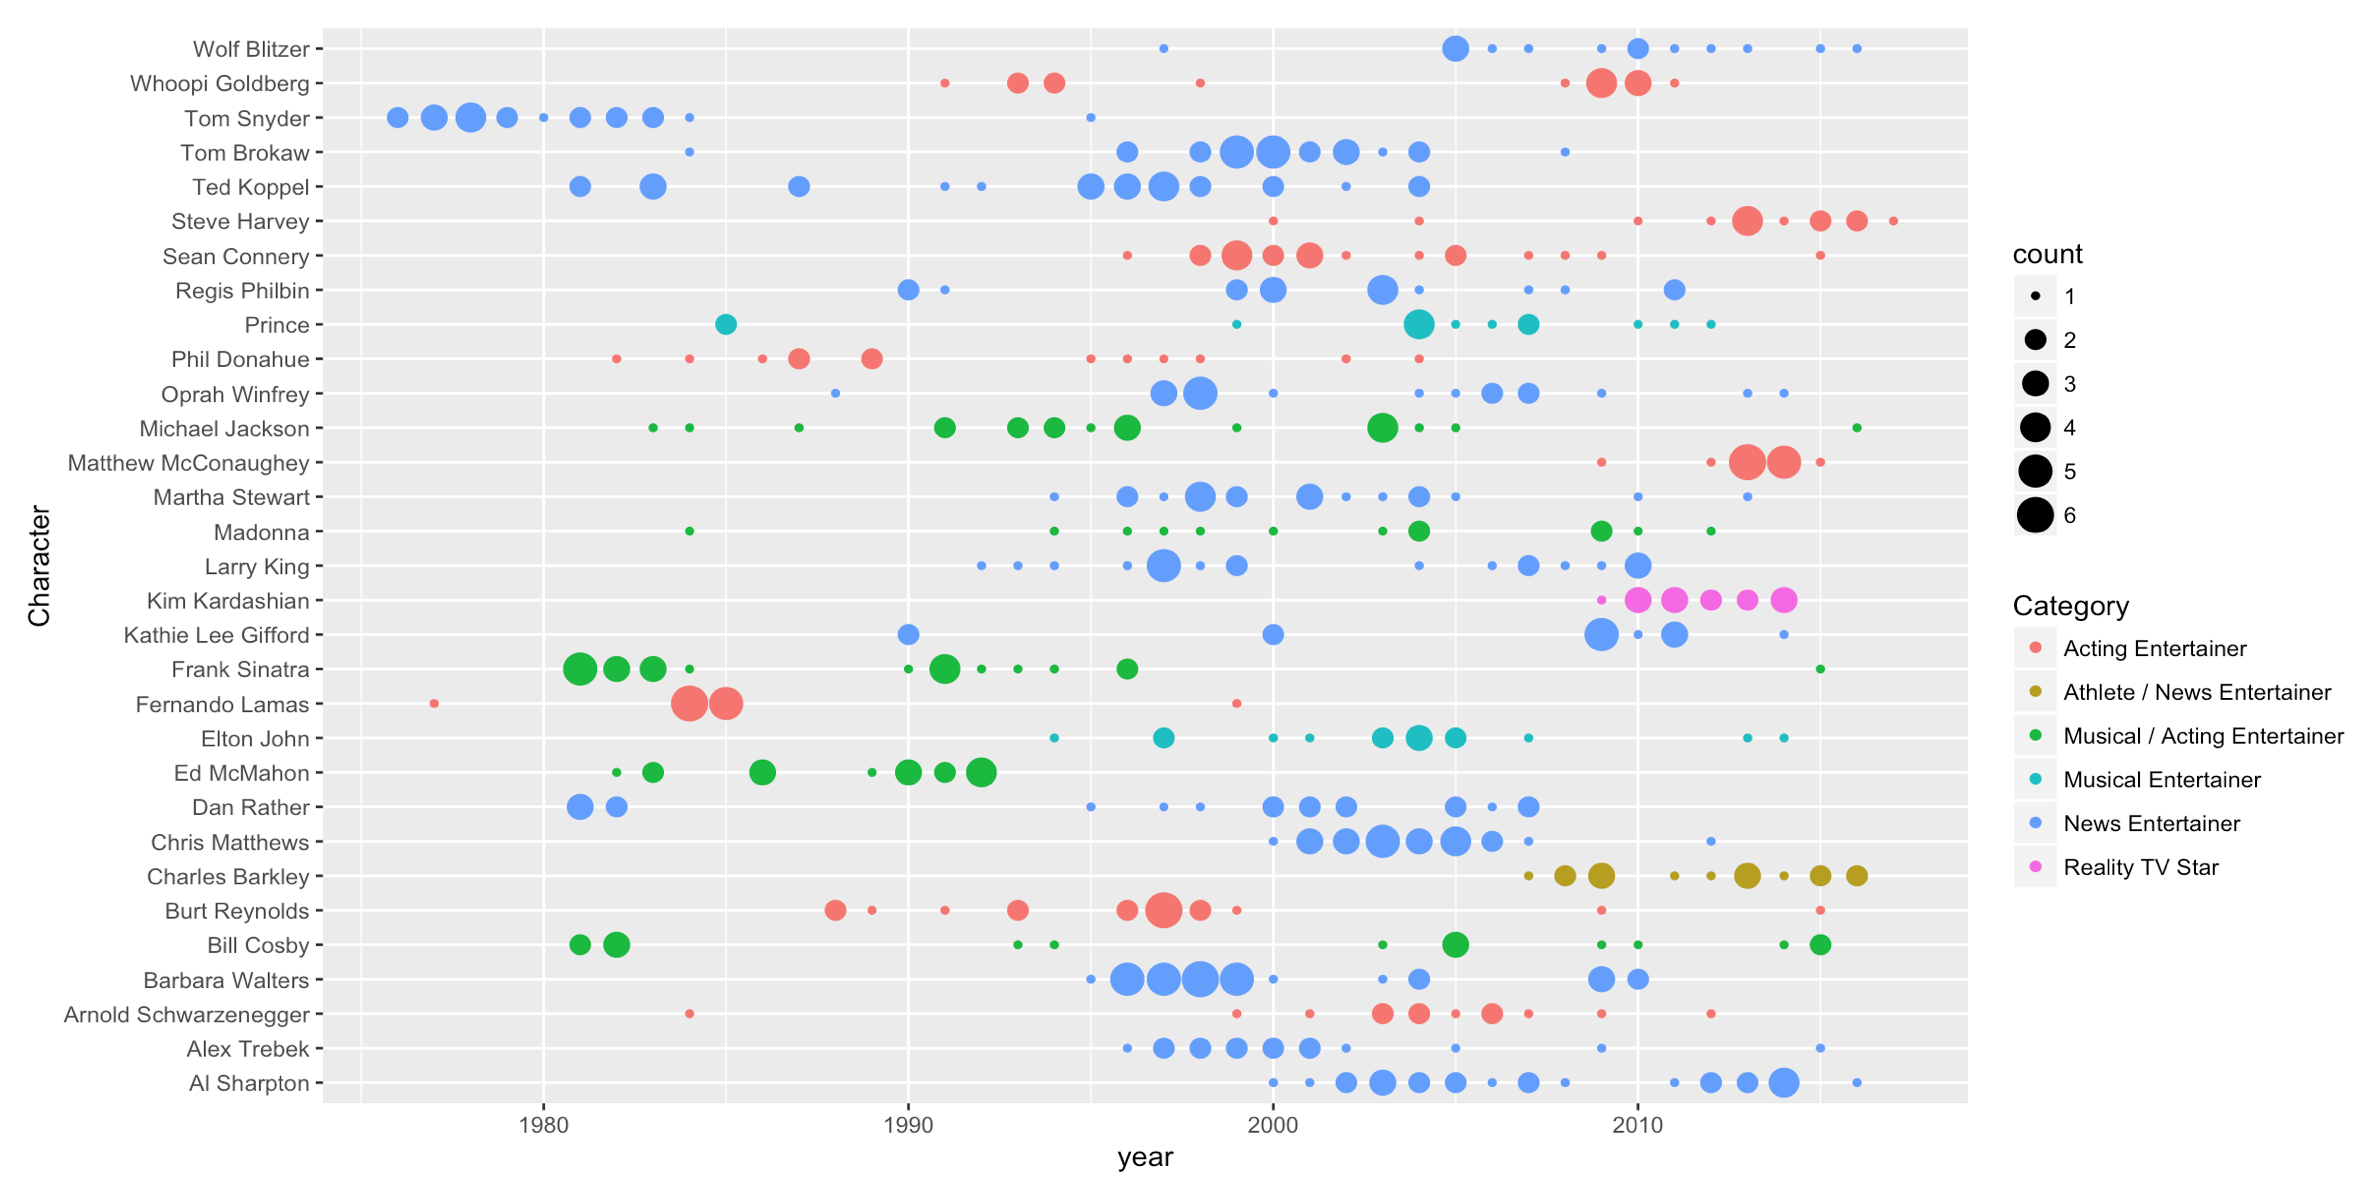 Wolf Blitzer
Whoopi Goldberg
Tom Snyder
Tom Brokaw
Ted Koppel
Steve Harvey
Sean Connery
Regis Philbin
Prince
Phil Donahue
Oprah Winfrey
Michael Jackson
Matthew McConaughey
Martha Stewart
Madonna
Larry King
Kim Kardashian
Kathie Lee Gifford
Frank Sinatra
Fernando Lamas
Elton John
Ed McMahon
Dan Rather
Chris Matthews
Charles Barkley
Burt Reynolds
Bill Cosby
Barbara Walters
Arnold Schwarzenegger
Alex Trebek
Al Sharpton
Character
1980 1990 2000 2010
year
count
1
2
3
4
5
6
Category
Acting Entertainer
Athlete / News Entertainer
Musical / Acting Entertainer
Musical Entertainer
News Entertainer
Reality TV Star